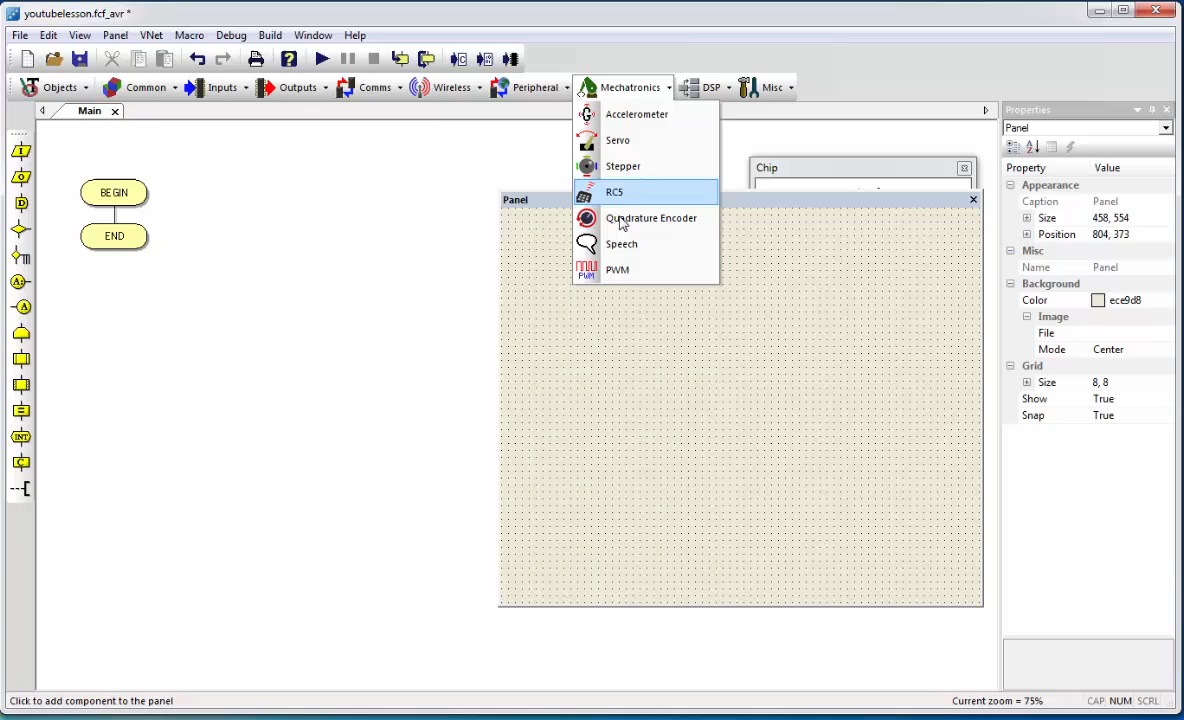 youtubelesson.fcf_avr *
File Edit View Panel VNet Macro Debug Build Window Help
Objects Common Inputs Outputs Comms Wireless Peripheral Mechatronics DSP Misc
Main
BEGIN
END
Accelerometer
Servo
Stepper
RC5
Quadrature Encoder
Speech
PWM
PWM
Chip
Panel
Properties
Panel
Property Value
Appearance
Caption Panel
Size 458, 554
Position 804, 373
Misc
Name Panel
Background
Color ece9d8
Image
File
Mode Center
Grid
Size 8, 8
Show True
Snap True
I
O
D
A:
A
=
INT
C
G
Click to add component to the panel
Current zoom = 75% CAP NUM SCRL